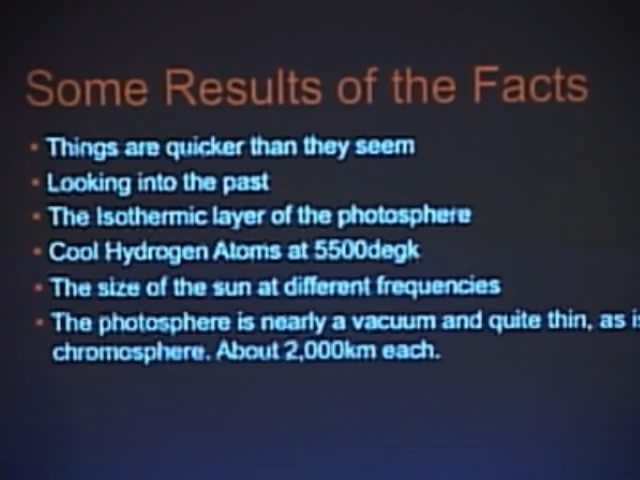 Some Results of the Facts
• Things are quicker than they seem
• Looking into the past
• The Isothermic layer of the photosphere
• Cool Hydrogen Atoms at 5500degk
• The size of the sun at different frequencies
• The photosphere is nearly a vacuum and quite thin, as is
chromosphere. About 2,000km each.